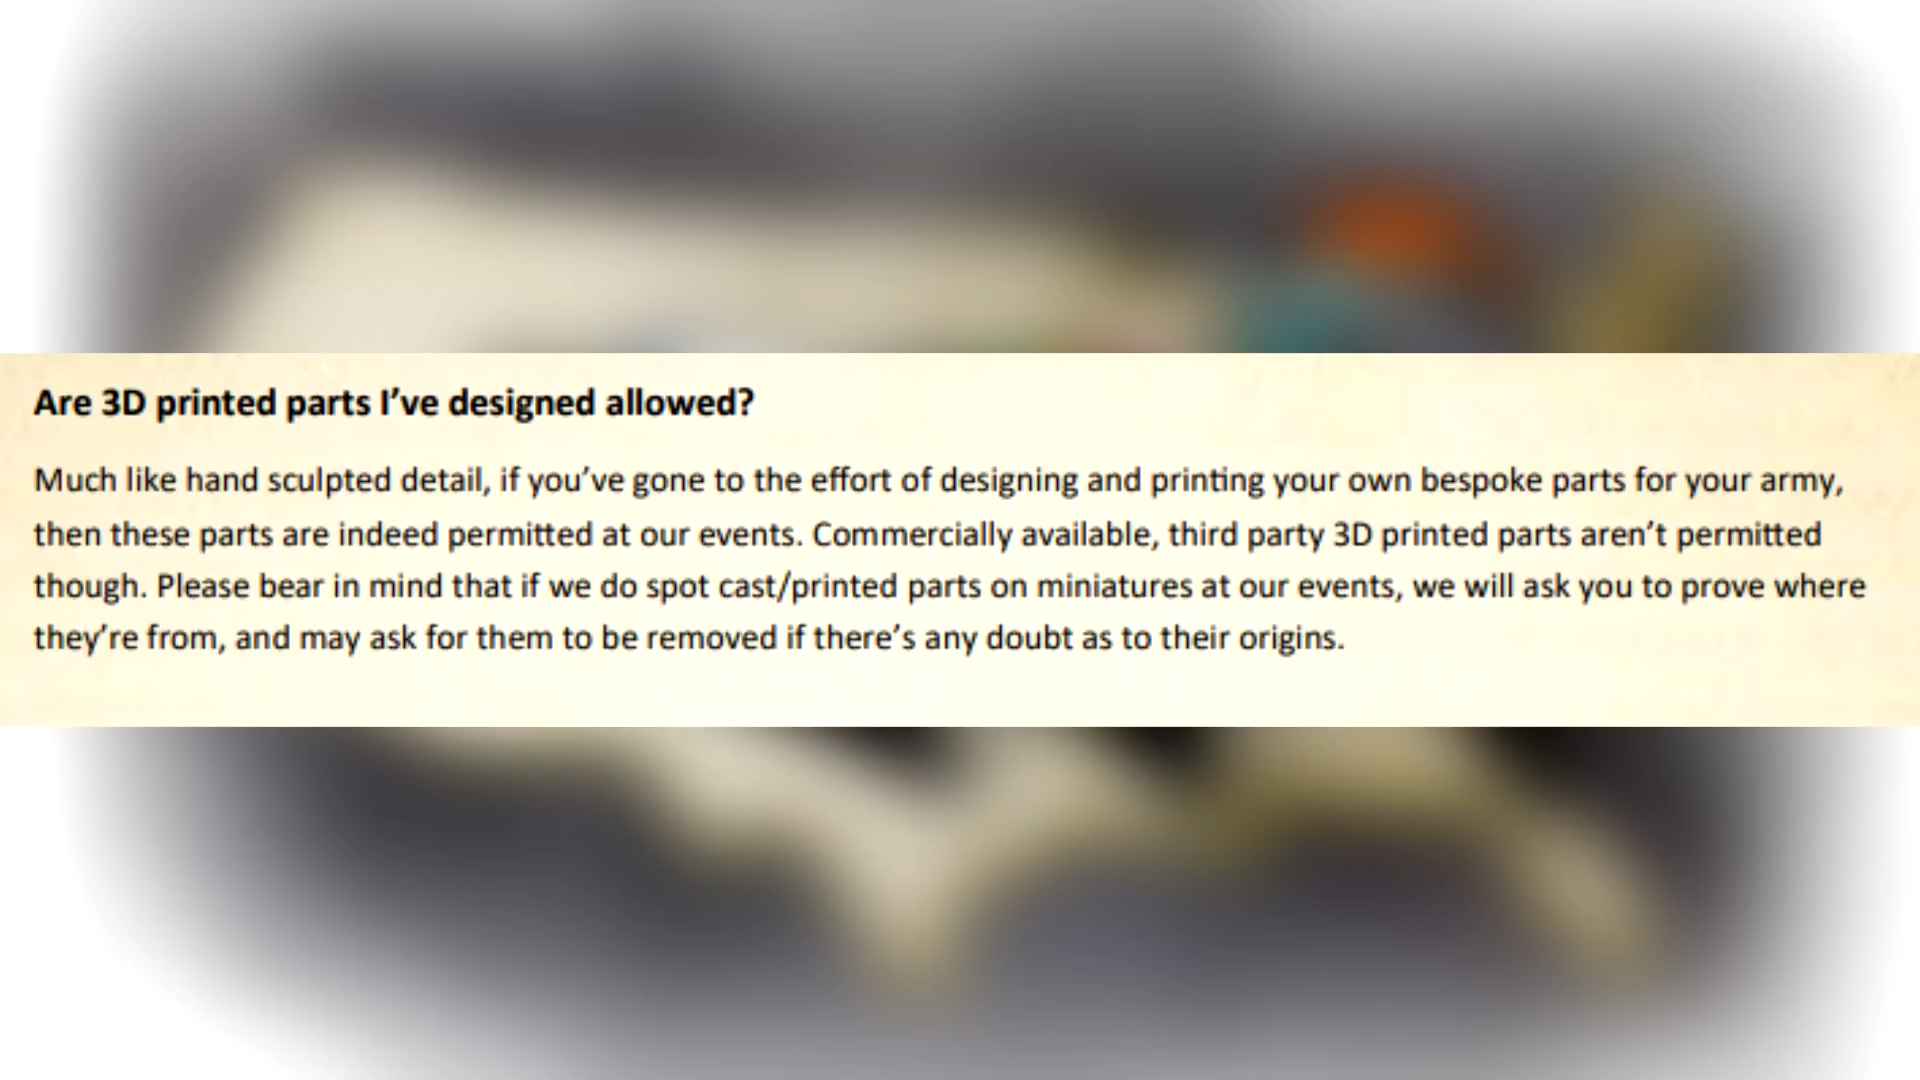 Are 3D printed parts I’ve designed allowed?
Much like hand sculpted detail, if you’ve gone to the effort of designing and printing your own bespoke parts for your army,
then these parts are indeed permitted at our events. Commercially available, third party 3D printed parts aren’t permitted
though. Please bear in mind that if we do spot cast/printed parts on miniatures at our events, we will ask you to prove where
they’re from, and may ask for them to be removed if there’s any doubt as to their origins.